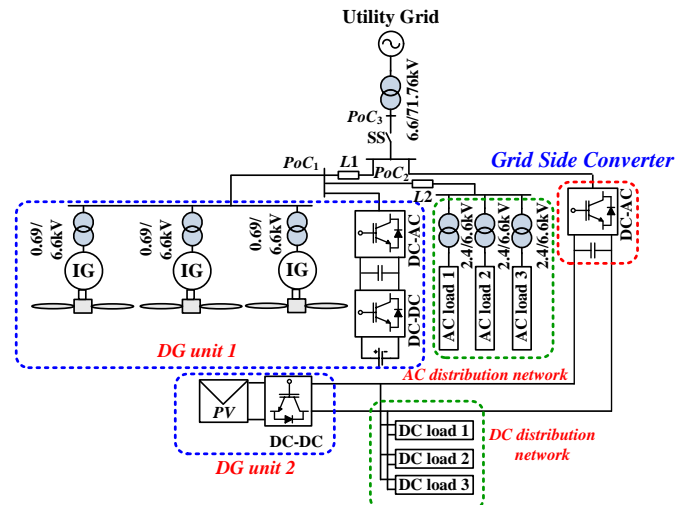 Utility Grid
6.6/71.76kV
PoC3
SS
PoC1
L1
PoC2
L2
Grid Side Converter
0.69/
6.6kV
0.69/
6.6kV
0.69/
6.6kV
IG
IG
IG
DC-AC
DC-DC
2.4/6.6kV
2.4/6.6kV
2.4/6.6kV
AC load 1
AC load 2
AC load 3
DC-AC
DG unit 1
AC distribution network
PV
DC-DC
DG unit 2
DC load 1
DC load 2
DC load 3
DC distribution
network